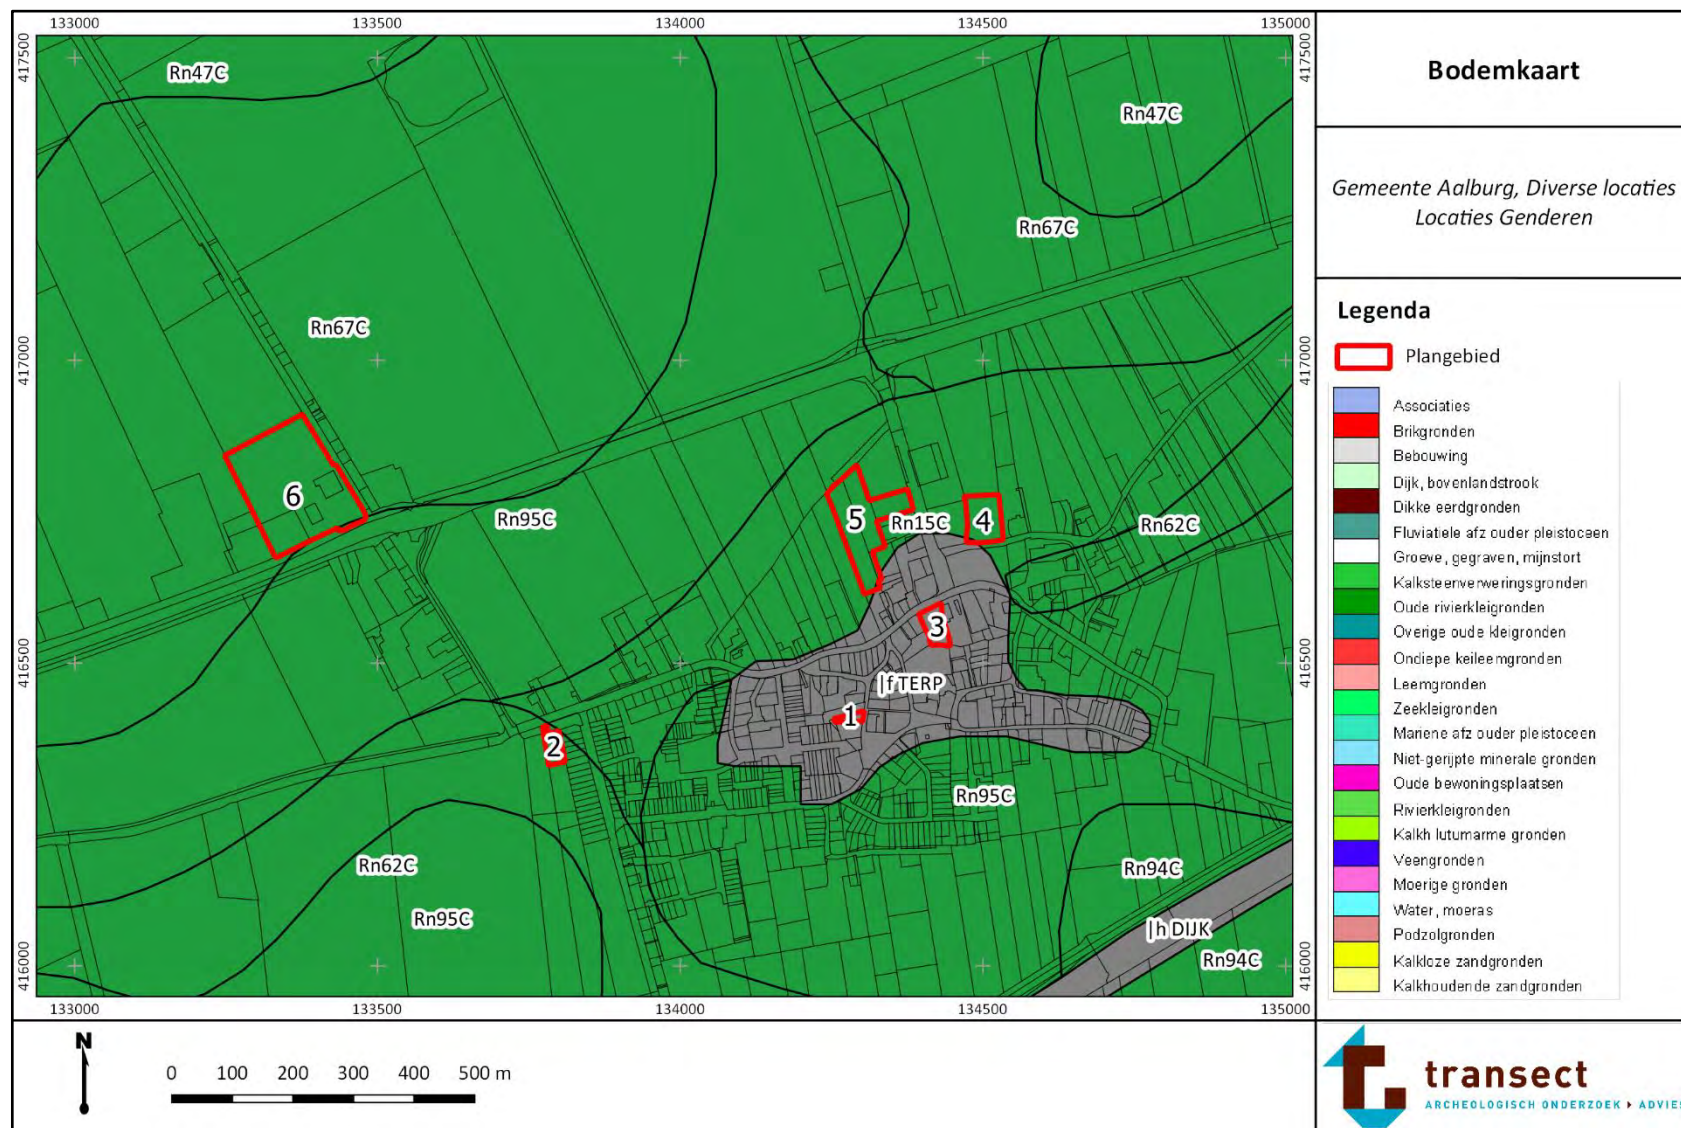 133000 133500 134000 134500 135000
417500 417500
417000 417000
416500 416500
416000 416000
Rn47C
Rn47C
Rn67C
Rn67C
Rn95C
Rn15C
Rn62C
6
5
4
3
|f TERP
1
2
Rn95C
Rn62C
Rn94C
Rn95C
|h DIJK
Rn94C
133000 133500 134000 134500 135000
N
0 100 200 300 400 500 m
Bodemkaart
Gemeente Aalburg, Diverse locaties
Locaties Genderen
Legenda
Plangebied
Associaties
Brikgronden
Bebouwing
Dijk, bovenlandstrook
Dikke eerdgronden
Fluviatiele afz ouder pleistoceen
Groeve, gegraven, mijnstort
Kalksteenverweringsgronden
Oude rivierkleigronden
Overige oude kleigronden
Ondiepe keileemgronden
Leemgronden
Zeekleigronden
Mariene afz ouder pleistoceen
Niet-gerijpte minerale gronden
Oude bewoningsplaatsen
Rivierkleigronden
Kalkh lutumarme gronden
Veengronden
Moerige gronden
Water, moeras
Podzolgronden
Kalkloze zandgronden
Kalkhoudende zandgronden
transect
ARCHEOLOGISCH ONDERZOEK ▸ ADVIES